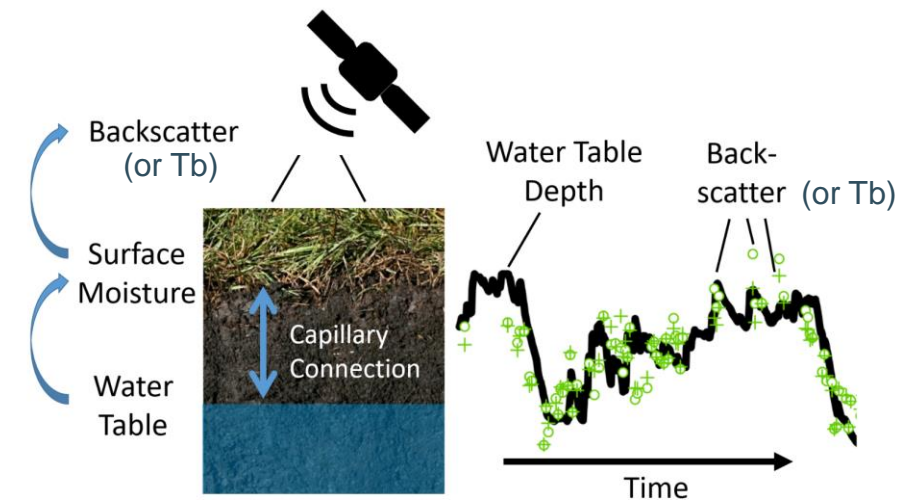 Backscatter
(or Tb)
Surface
Moisture
Water
Table
Capillary
Connection
Water Table
Depth
Back-
scatter (or Tb)
Time